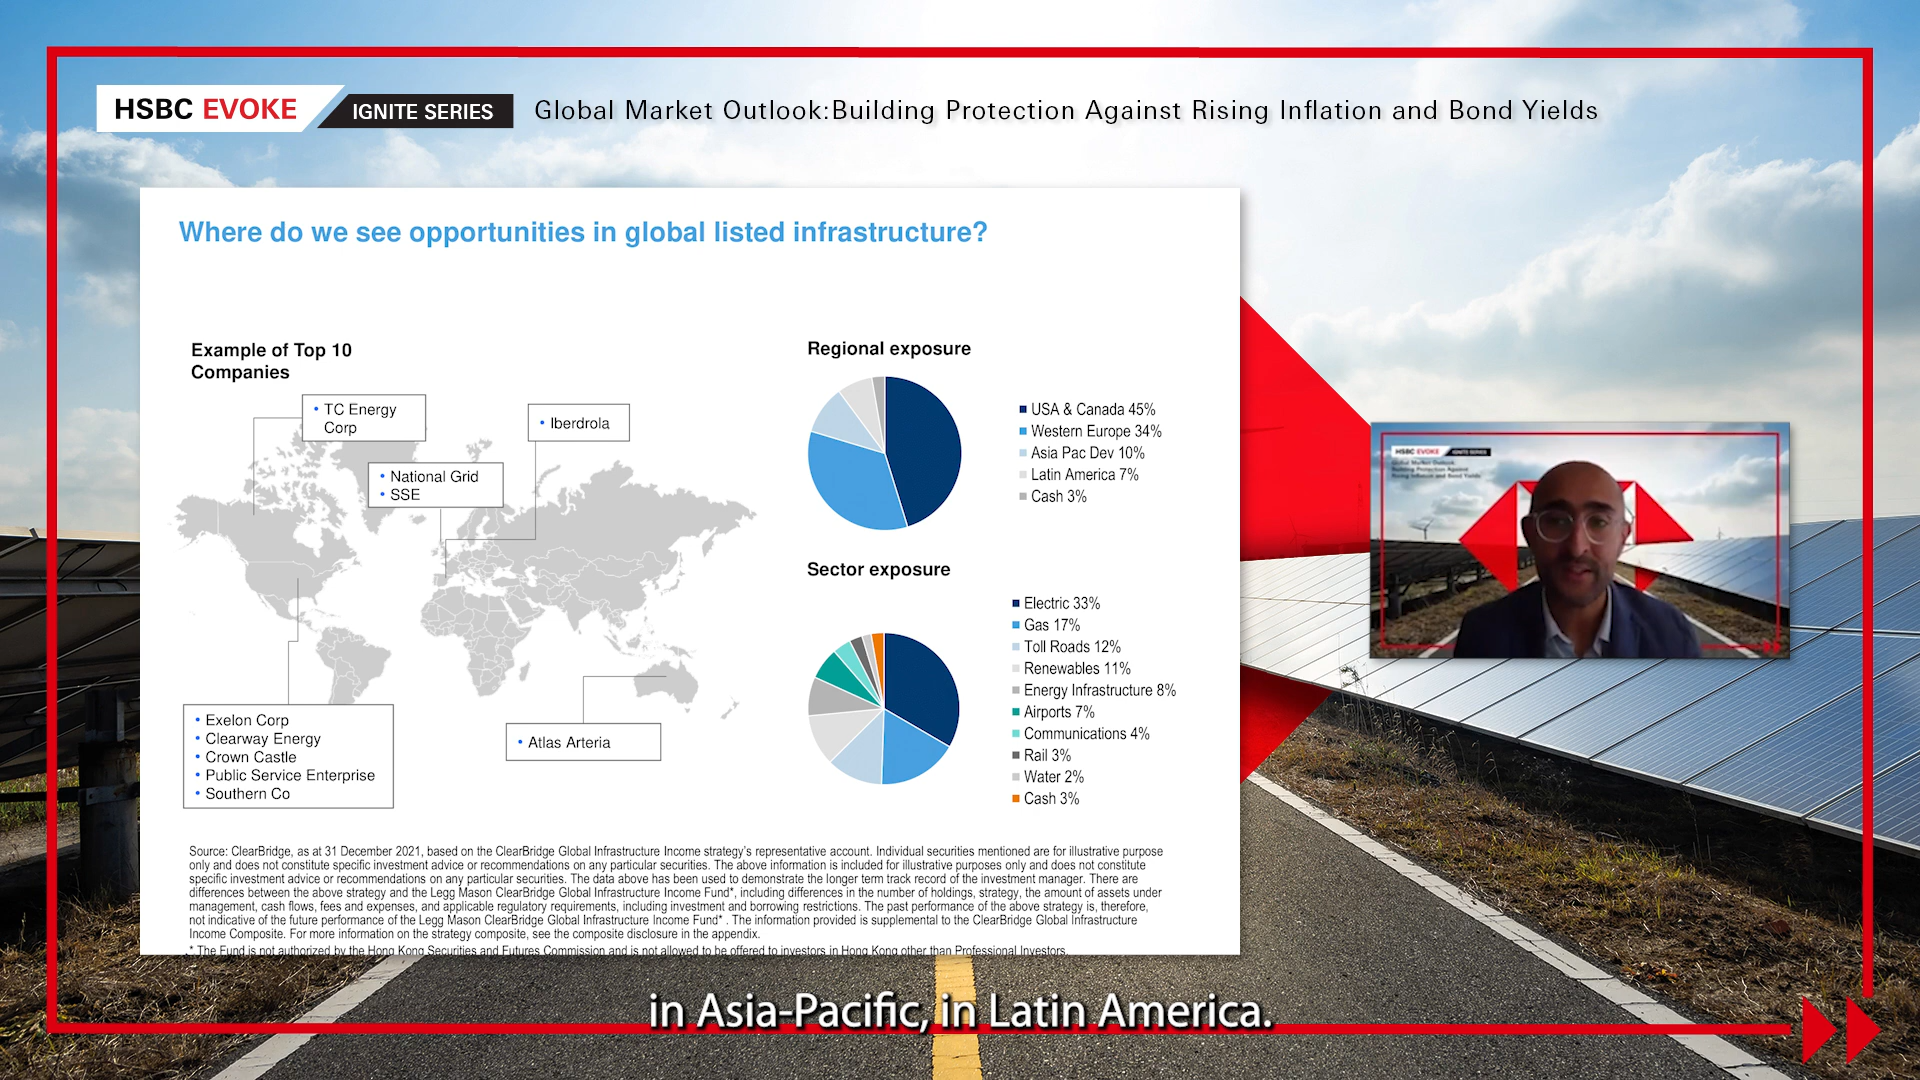 HSBC EVOKE
IGNITE SERIES
Global Market Outlook:Building Protection Against Rising Inflation and Bond Yields
Where do we see opportunities in global listed infrastructure?
Example of Top 10
Companies
• TC Energy
Corp
• Iberdrola
• National Grid
• SSE
• Exelon Corp
• Clearway Energy
• Crown Castle
• Public Service Enterprise
• Southern Co
• Atlas Arteria
Regional exposure
USA & Canada 45%
Western Europe 34%
Asia Pac Dev 10%
Latin America 7%
Cash 3%
Sector exposure
Electric 33%
Gas 17%
Toll Roads 12%
Renewables 11%
Energy Infrastructure 8%
Airports 7%
Communications 4%
Rail 3%
Water 2%
Cash 3%
Source: ClearBridge, as at 31 December 2021, based on the ClearBridge Global Infrastructure Income strategy's representative account. Individual securities mentioned are for illustrative purpose
only and does not constitute specific investment advice or recommendations on any particular securities. The above information is included for illustrative purposes only and does not constitute
specific investment advice or recommendations on any particular securities. The data above has been used to demonstrate the longer term track record of the investment manager. There are
differences between the above strategy and the Legg Mason ClearBridge Global Infrastructure Income Fund*, including differences in the number of holdings, strategy, the amount of assets under
management, cash flows, fees and expenses, and applicable regulatory requirements, including investment and borrowing restrictions. The past performance of the above strategy is, therefore,
not indicative of the future performance of the Legg Mason ClearBridge Global Infrastructure Income Fund* . The information provided is supplemental to the ClearBridge Global Infrastructure
Income Composite. For more information on the strategy composite, see the composite disclosure in the appendix.
* The Fund is not authorized by the Hong Kong Securities and Futures Commission and is not allowed to be offered to investors in Hong Kong other than Professional Investors.
HSBC EVOKE
IGNITE SERIES
Global Market Outlook:
Building Protection Against
Rising Inflation and Bond Yields
in Asia-Pacific, in Latin America.